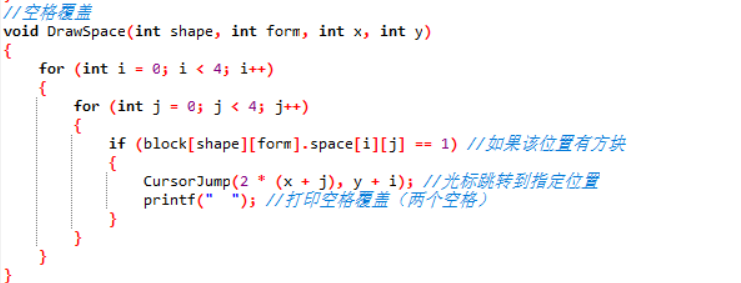 //空格覆盖
void DrawSpace(int shape, int form, int x, int y)
{
    for (int i = 0; i < 4; i++)
    {
        for (int j = 0; j < 4; j++)
        {
            if (block[shape][form].space[i][j] == 1) //如果该位置有方块
            {
                CursorJump(2 * (x + j), y + i); //光标跳转到指定位置
                printf("  "); //打印空格覆盖（两个空格）
            }
        }
    }
}